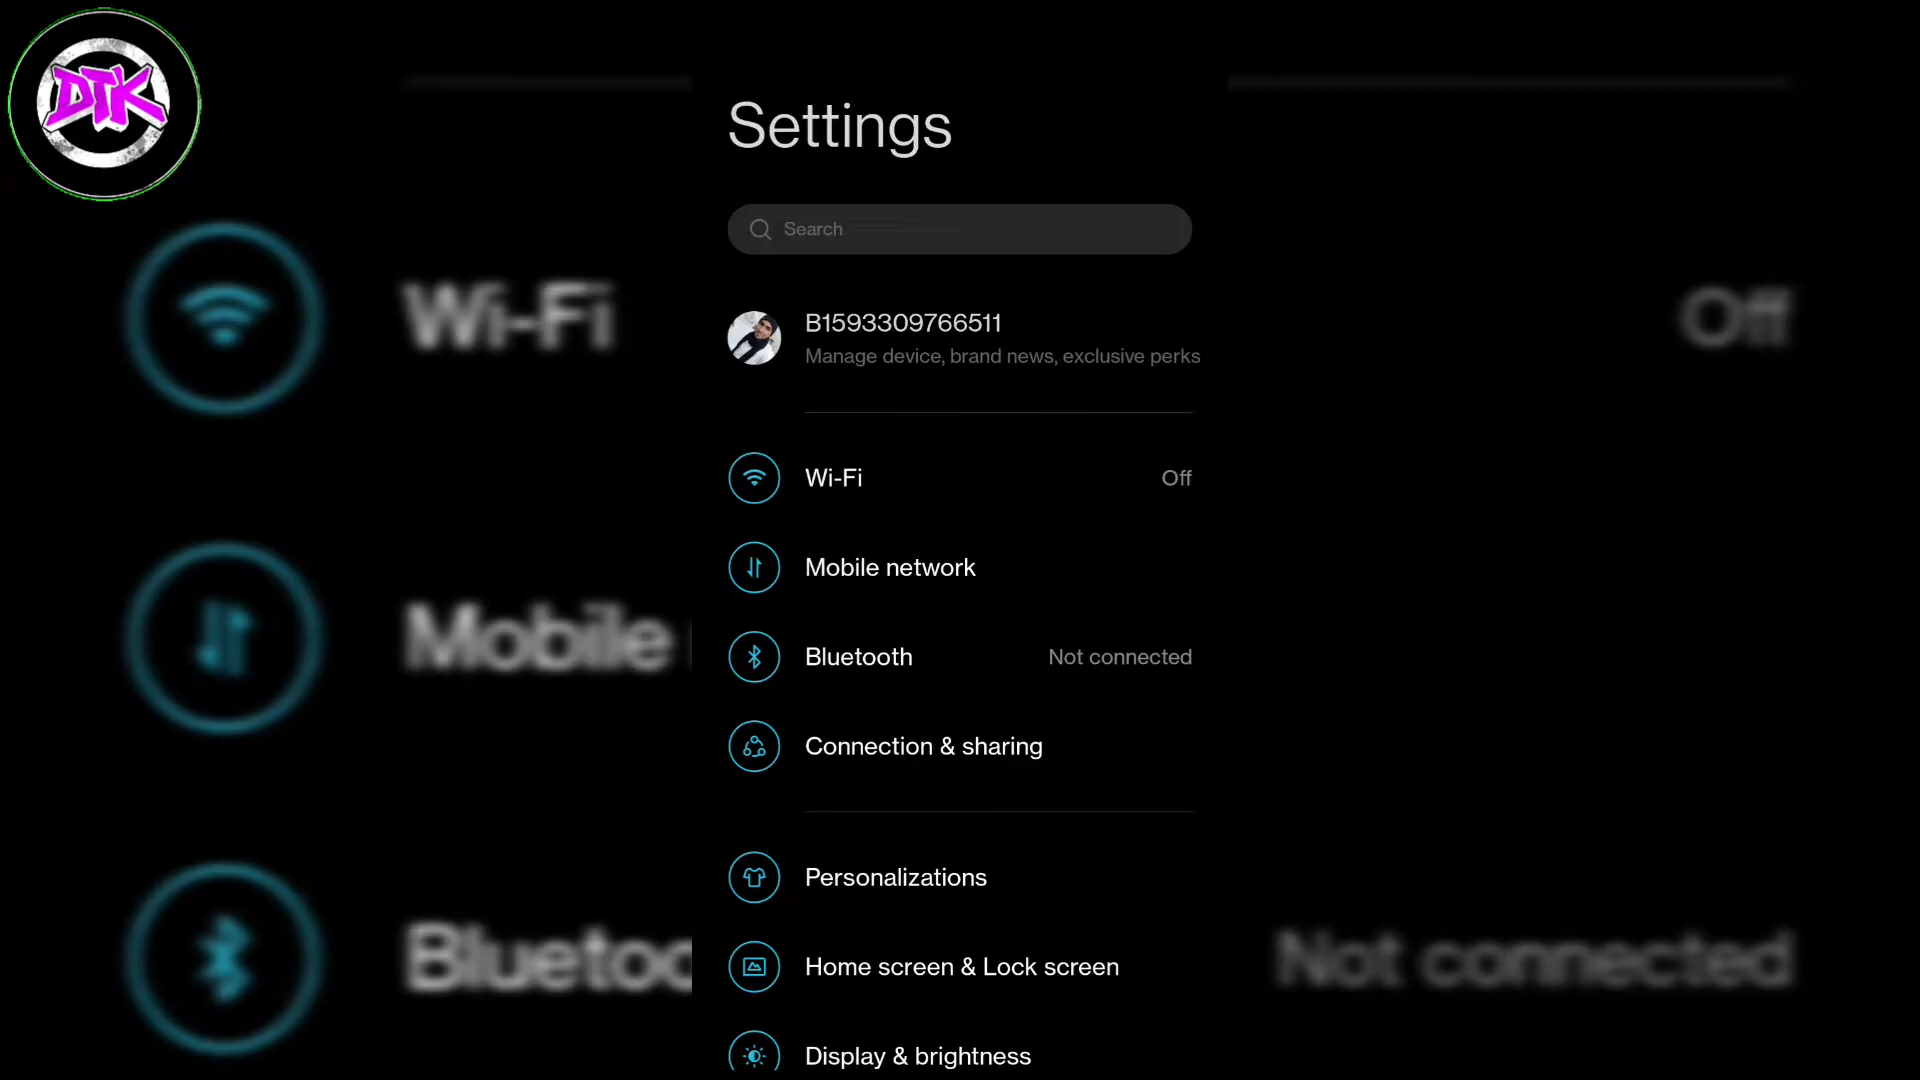 DTK
Settings
Search
B1593309766511
Manage device, brand news, exclusive perks
Wi-Fi
Off
Wi-Fi Off
Mobile
Mobile network
Bluetooth Not connected
Connection & sharing
Personalizations
Bluetoo
Not connected
Home screen & Lock screen
Display & brightness